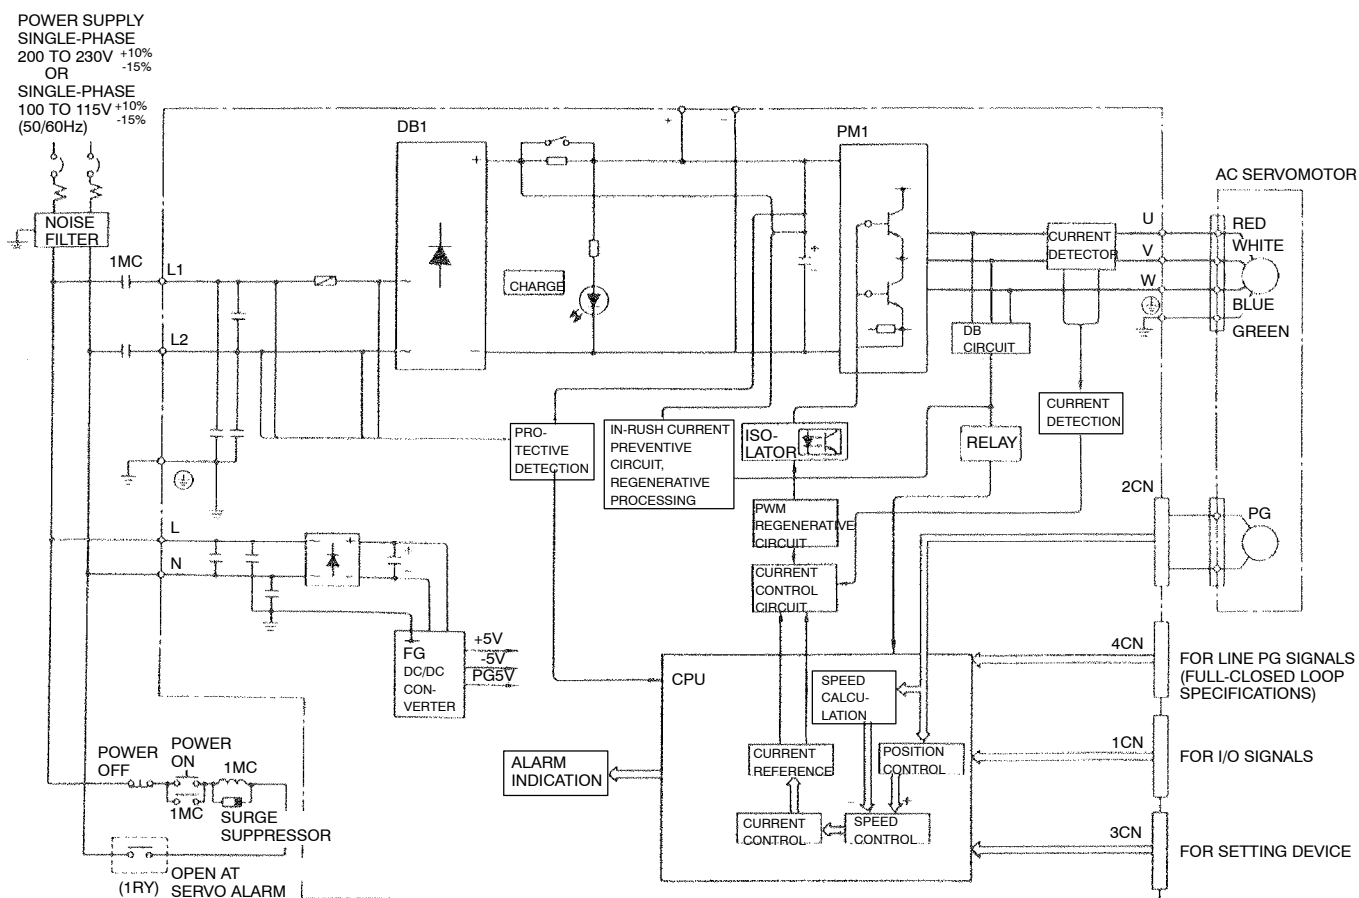 POWER SUPPLY
SINGLE-PHASE
200 TO 230V +10%
-15%
OR
SINGLE-PHASE
100 TO 115V +10%
-15%
(50/60Hz)
NOISE
FILTER
1MC
L1
L2
DB1
+
~
~
−
CHARGE
+
−
+
PM1
AC SERVOMOTOR
U
V
W
RED
WHITE
BLUE
GREEN
CURRENT
DETECTOR
DB
CIRCUIT
CURRENT
DETECTION
RELAY
PRO-
TECTIVE
DETECTION
IN-RUSH CURRENT
PREVENTIVE
CIRCUIT,
REGENERATIVE
PROCESSING
ISO-
LATOR
PWM
REGENERATIVE
CIRCUIT
CURRENT
CONTROL
CIRCUIT
2CN
PG
L
N
~
+
~
−
+
−
FG
DC/DC
CON-
VERTER
+5V
-5V
PG5V
CPU
SPEED
CALCU-
LATION
CURRENT
REFERENCE
POSITION
CONTROL
−
+
CURRENT
CONTROL
SPEED
CONTROL
ALARM
INDICATION
4CN
FOR LINE PG SIGNALS
(FULL-CLOSED LOOP
SPECIFICATIONS)
1CN
FOR I/O SIGNALS
3CN
FOR SETTING DEVICE
POWER
OFF
POWER
ON
1MC
1MC
SURGE
SUPPRESSOR
(1RY)
OPEN AT
SERVO ALARM